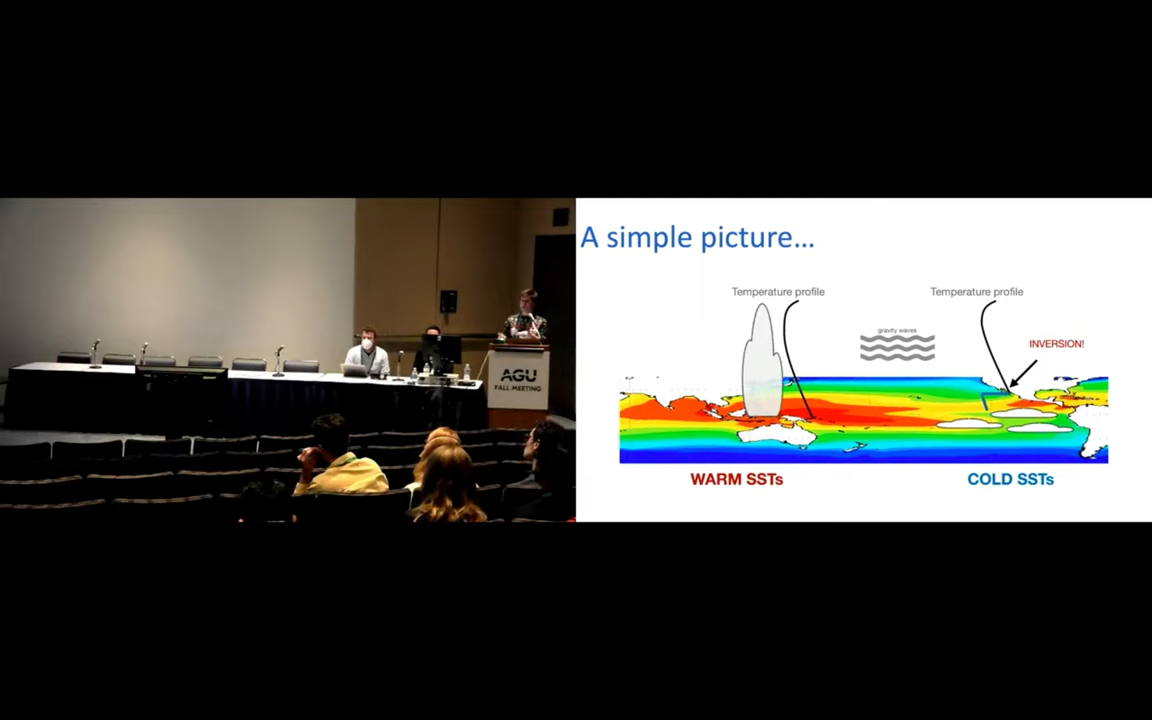 AGU
FALL MEETING
A simple picture...
Temperature profile
Temperature profile
gravity waves
INVERSION!
WARM SSTs
COLD SSTs